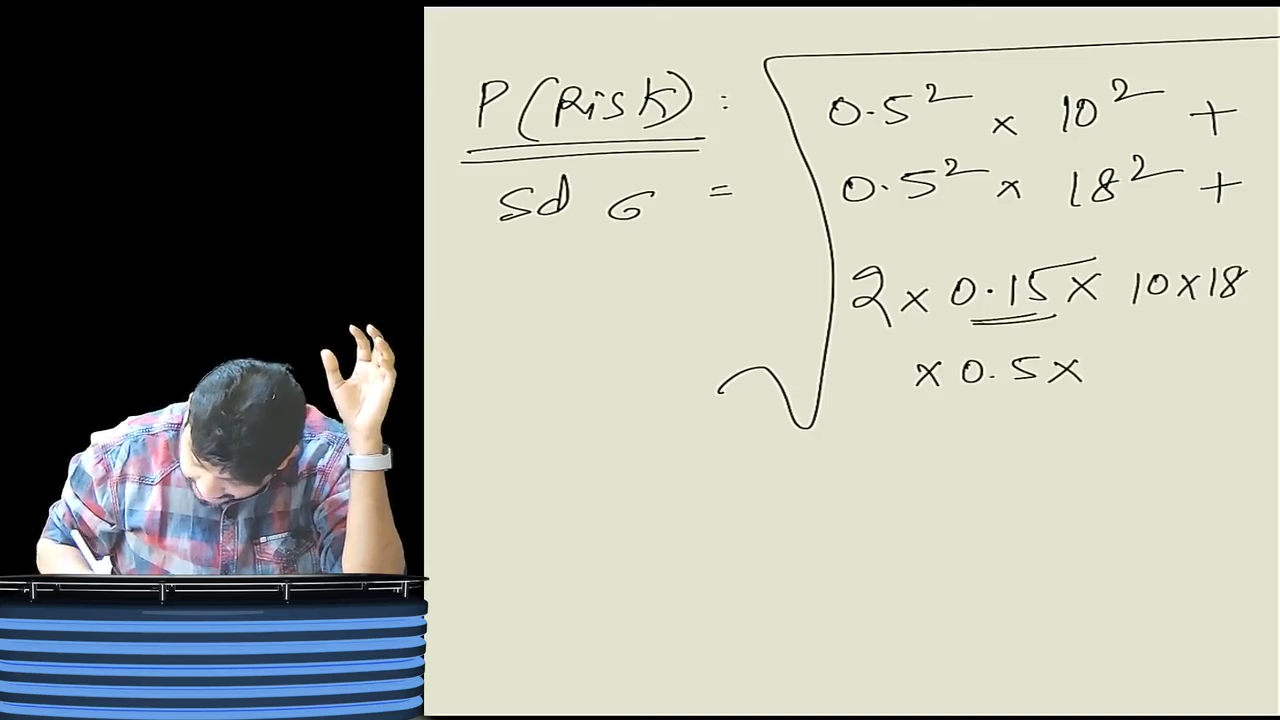 P (Risk) :
sd σ =
√
0.5² × 10² +
0.5² × 18² +
2 × 0.15 × 10 × 18
× 0.5 ×